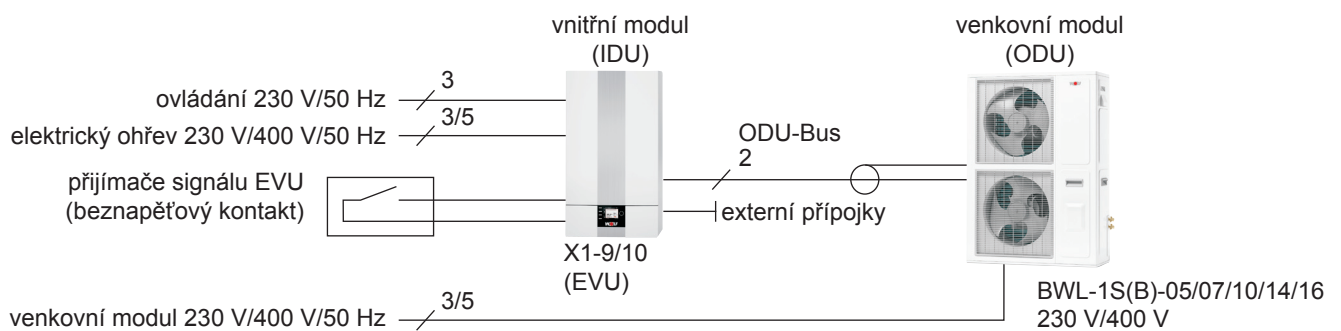 vnitřní modul
(IDU)
venkovní modul
(ODU)
ovládání 230 V/50 Hz
3
elektrický ohřev 230 V/400 V/50 Hz
3/5
ODU-Bus
2
přijímače signálu EVU
(beznapěťový kontakt)
externí přípojky
X1-9/10
(EVU)
venkovní modul 230 V/400 V/50 Hz
3/5
BWL-1S(B)-05/07/10/14/16
230 V/400 V